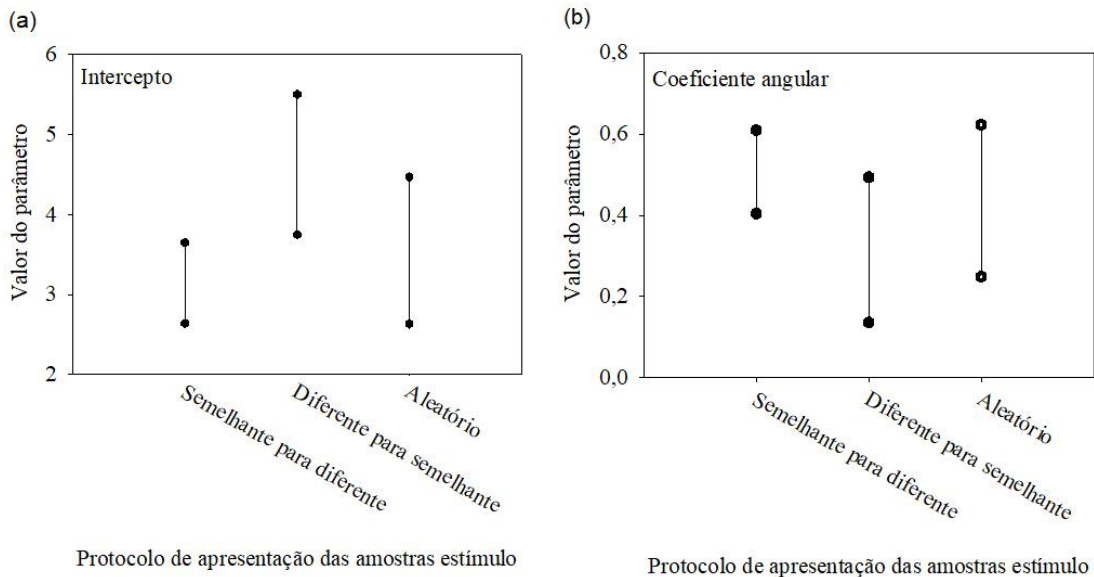 (a)
Intercepto
Valor do parâmetro
6
5
4
3
2
Semelhante para diferente
Diferente para semelhante
Aleatório
Protocolo de apresentação das amostras estímulo
(b)
Coeficiente angular
Valor do parâmetro
0,8
0,6
0,4
0,2
0,0
Semelhante para diferente
Diferente para semelhante
Aleatório
Protocolo de apresentação das amostras estímulo